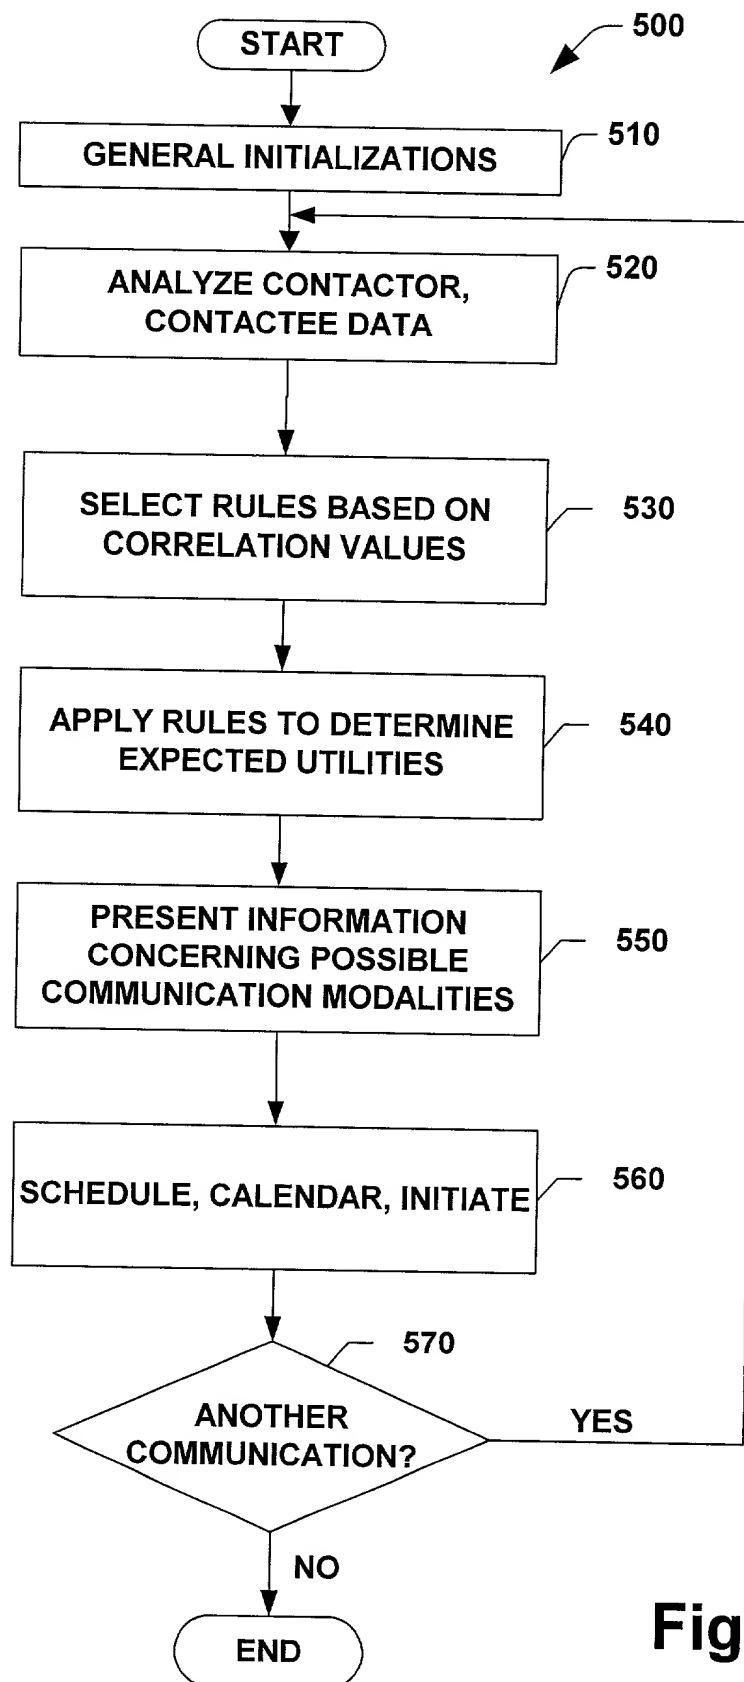 START
500
GENERAL INITIALIZATIONS
510
ANALYZE CONTACTOR,
CONTACTEE DATA
520
SELECT RULES BASED ON
CORRELATION VALUES
530
APPLY RULES TO DETERMINE
EXPECTED UTILITIES
540
PRESENT INFORMATION
CONCERNING POSSIBLE
COMMUNICATION MODALITIES
550
SCHEDULE, CALENDAR, INITIATE
560
570
ANOTHER
COMMUNICATION?
YES
NO
END
Fig